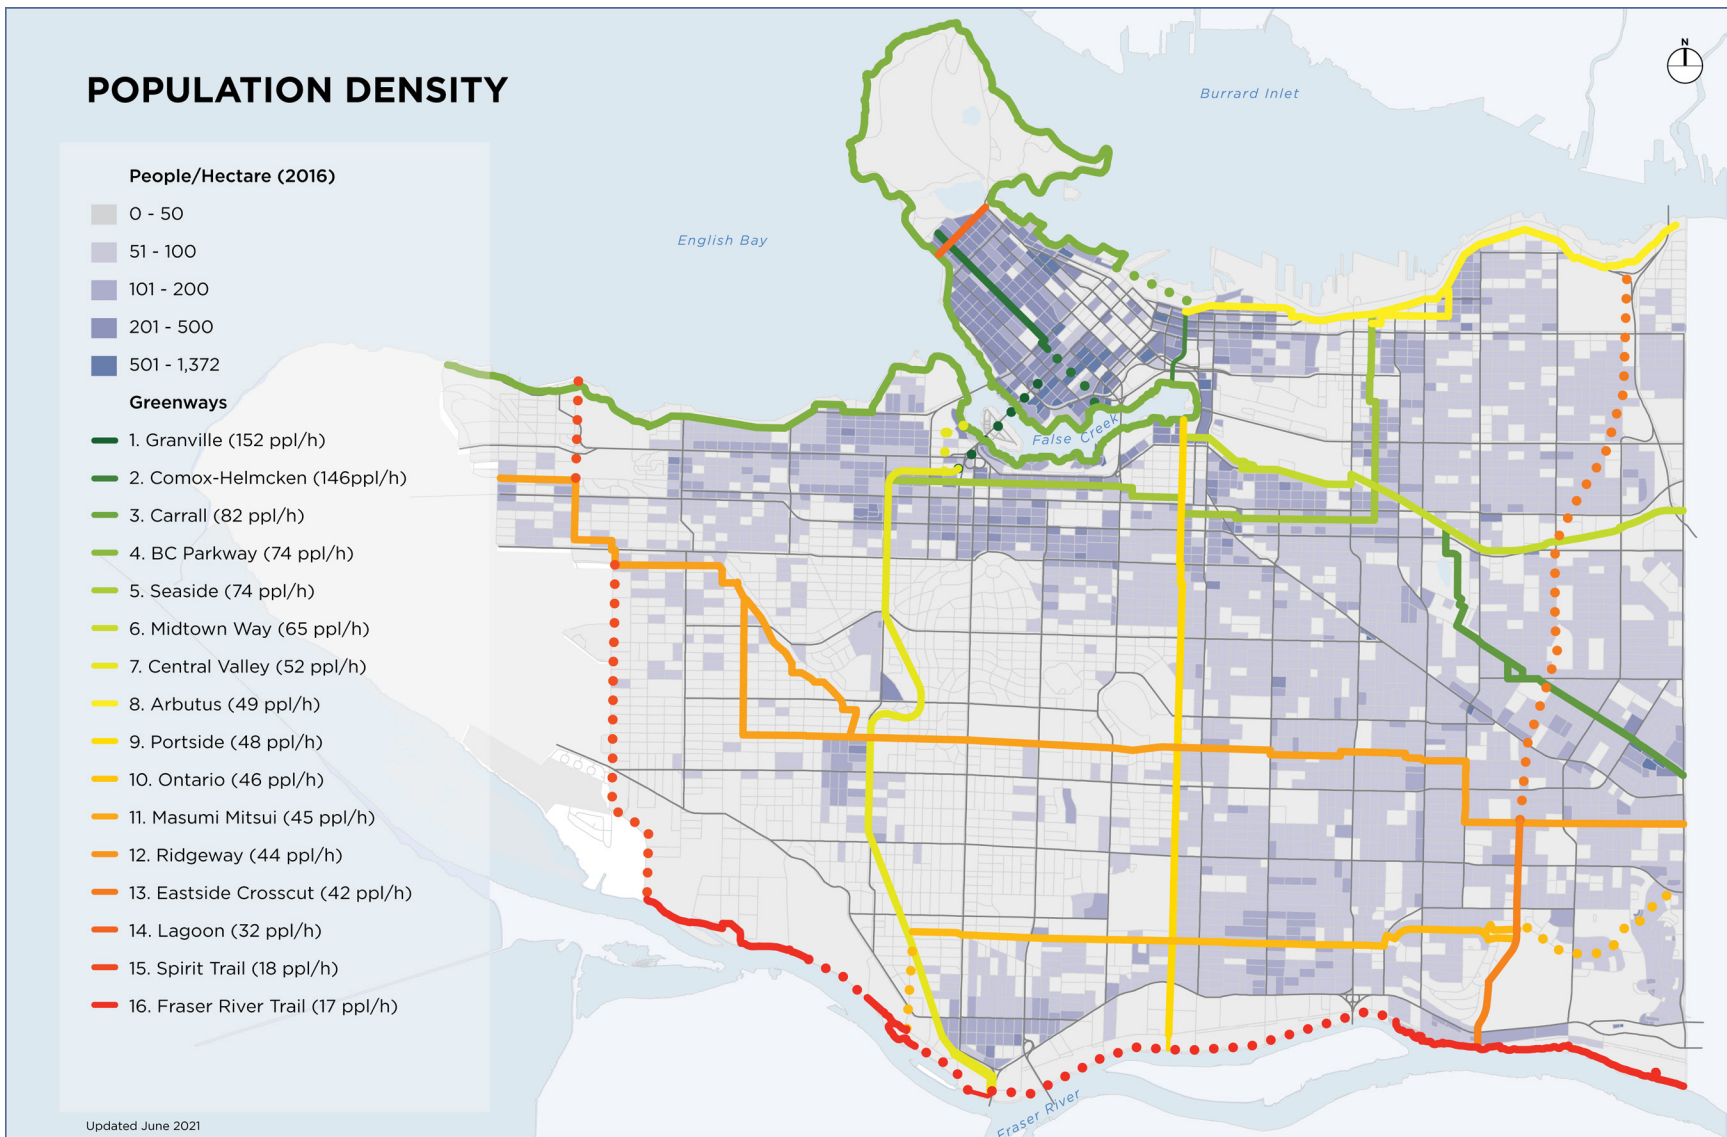 POPULATION DENSITY
N
Burrard Inlet
English Bay
False Creek
Fraser River
People/Hectare (2016)
0 - 50
51 - 100
101 - 200
201 - 500
501 - 1,372
Greenways
1. Granville (152 ppl/h)
2. Comox-Helmcken (146ppl/h)
3. Carrall (82 ppl/h)
4. BC Parkway (74 ppl/h)
5. Seaside (74 ppl/h)
6. Midtown Way (65 ppl/h)
7. Central Valley (52 ppl/h)
8. Arbutus (49 ppl/h)
9. Portside (48 ppl/h)
10. Ontario (46 ppl/h)
11. Masumi Mitsui (45 ppl/h)
12. Ridgeway (44 ppl/h)
13. Eastside Crosscut (42 ppl/h)
14. Lagoon (32 ppl/h)
15. Spirit Trail (18 ppl/h)
16. Fraser River Trail (17 ppl/h)
Updated June 2021